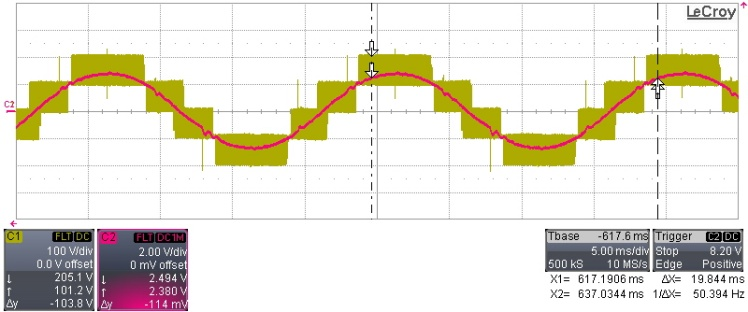 LeCroy
C2
C1 FLT DC
100 V/div
0.0 V offset
↓ 205.1 V
↑ 101.2 V
Δy -103.8 V
C2 FLT DC1M
2.00 V/div
0 mV offset
↓ 2.494 V
↑ 2.380 V
Δy -114 mV
Tbase -617.6 ms
5.00 ms/div
500 kS 10 MS/s
Trigger C2 DC
Stop 8.20 V
Edge Positive
X1= 617.1906 ms ΔX= 19.844 ms
X2= 637.0344 ms 1/ΔX= 50.394 Hz